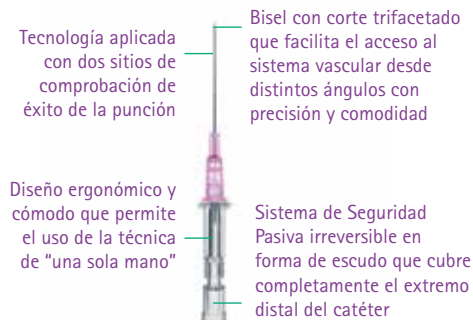 Tecnología aplicada
con dos sitios de
comprobación de
éxito de la punción
Bisel con corte trifacetado
que facilita el acceso al
sistema vascular desde
distintos ángulos con
precisión y comodidad
Diseño ergonómico y
cómodo que permite
el uso de la técnica
de “una sola mano”
Sistema de Seguridad
Pasiva irreversible en
forma de escudo que cubre
completamente el extremo
distal del catéter